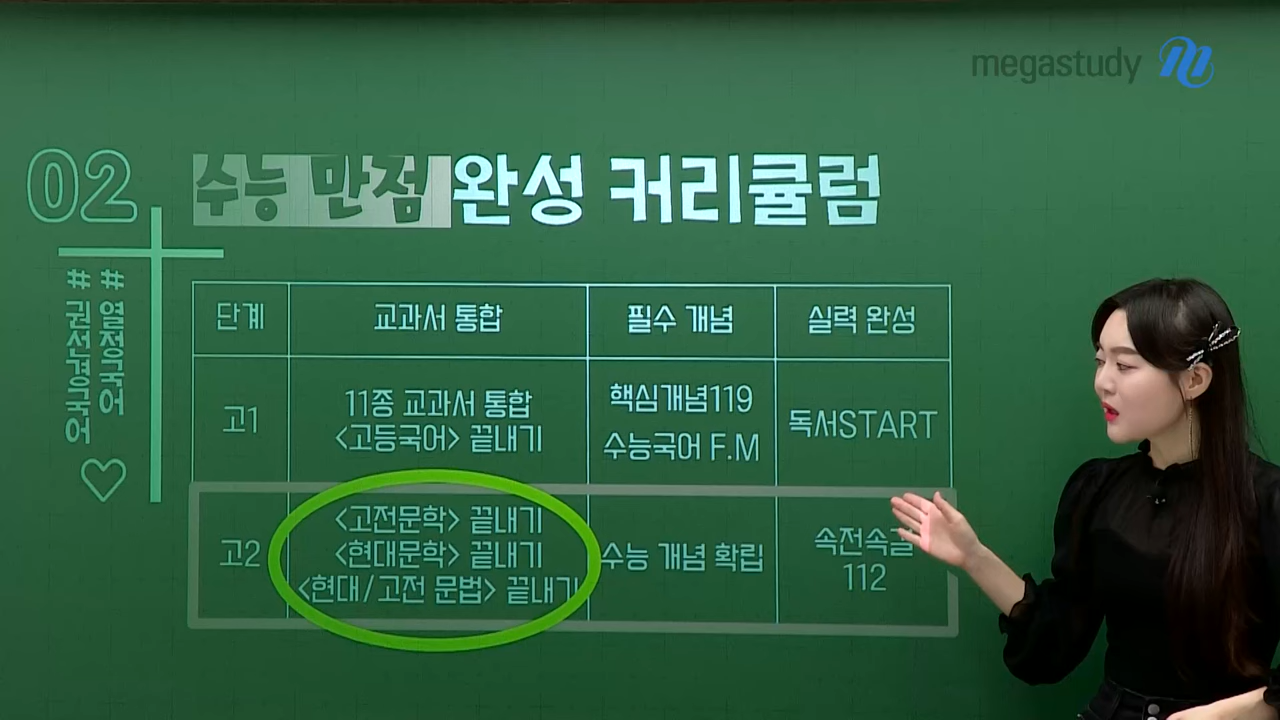 megastudy
02
수능 만점 완성 커리큘럼
#열정국어
#권선경국어
단계 교과서 통합 필수 개념 실력 완성
고1
11종 교과서 통합
<고등국어> 끝내기
핵심개념119
수능국어 F.M
독서START
고2
<고전문학> 끝내기
<현대문학> 끝내기
<현대/고전 문법> 끝내기
수능 개념 확립
112